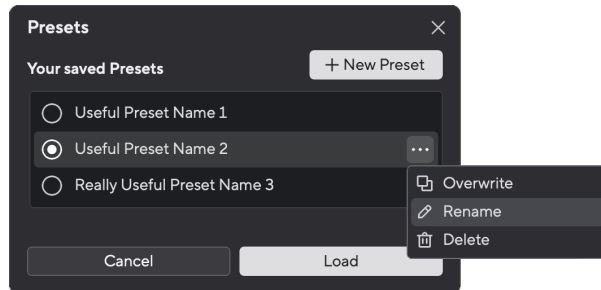 Presets
Your saved Presets
+ New Preset
Useful Preset Name 1
Useful Preset Name 2
Really Useful Preset Name 3
Overwrite
Rename
Delete
Cancel
Load